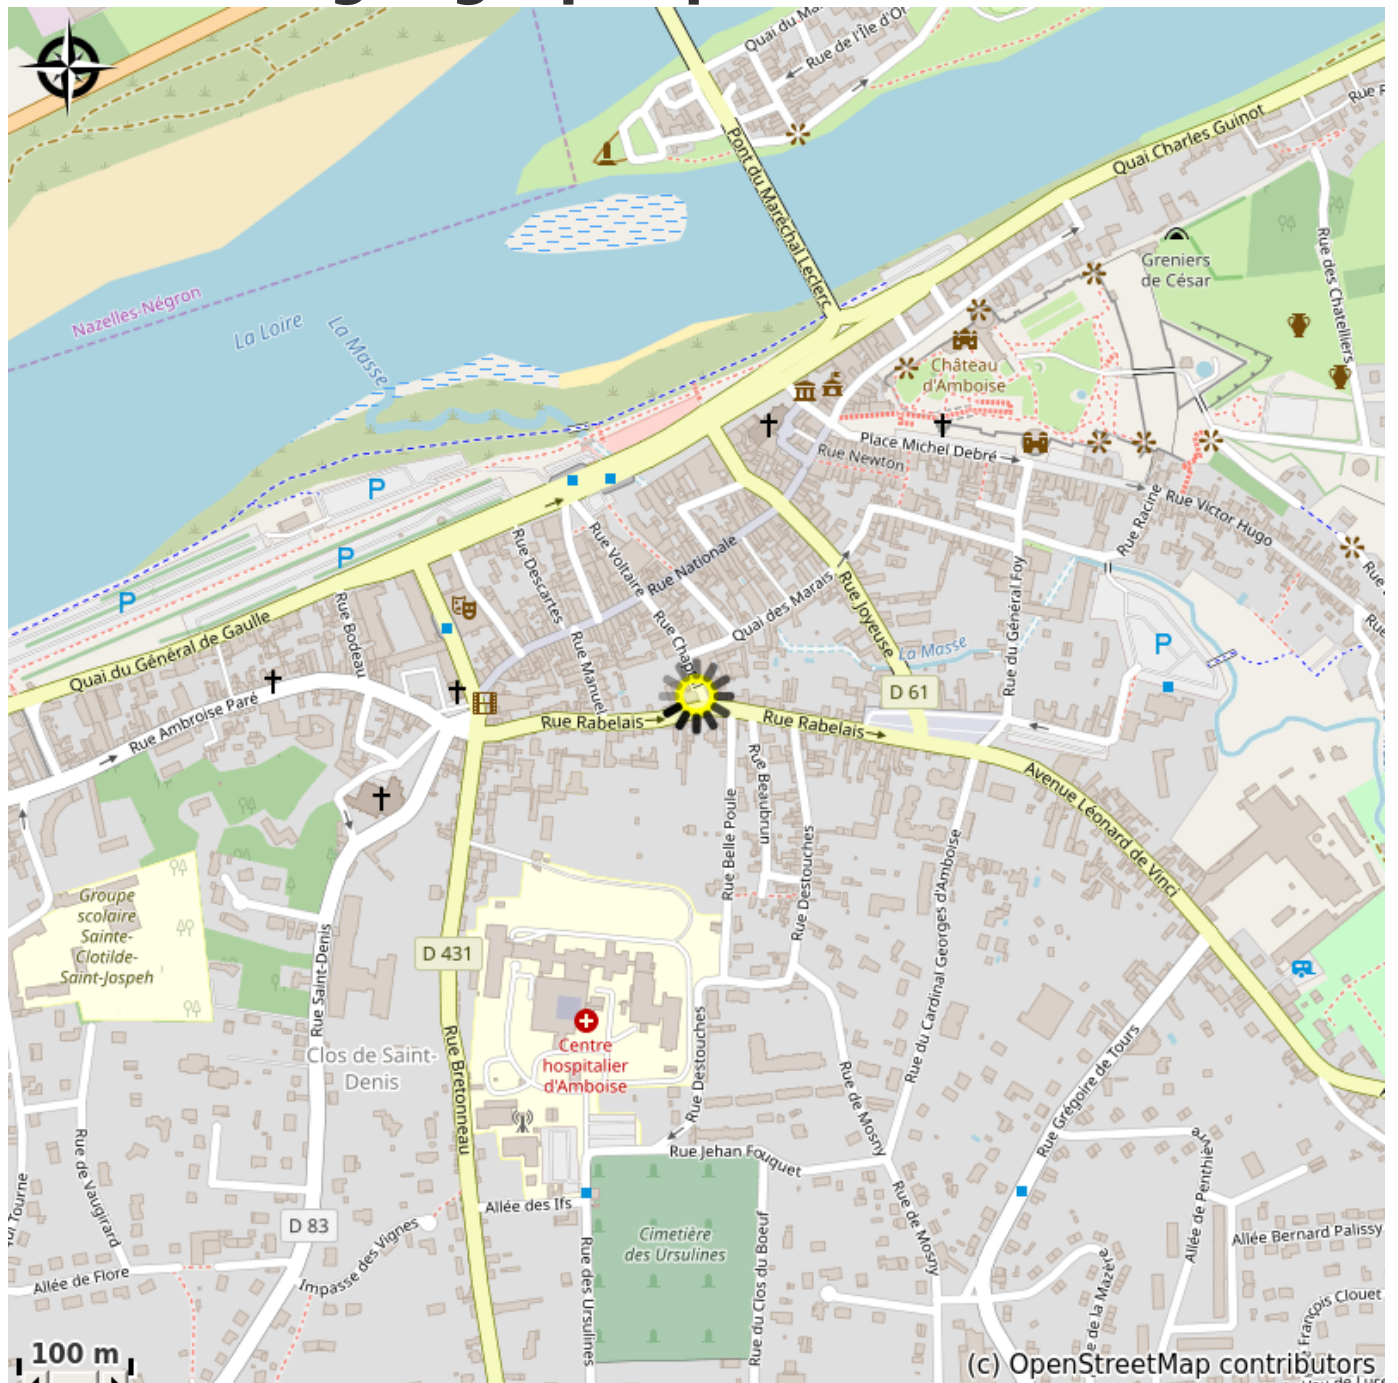 Quai du
Rue de l'Île d'Or
Pont du Maréchal Leclerc
Quai Charles Guinot
Rue
Rue des Chatelliers
Greniers
de César
Nazelles-Négron
La Loire
La Masse
Château
d'Amboise
Place Michel Debré
Rue Newton
Rue Victor Hugo
Rue Racine
P
P
P
Rue Descartes
Rue Voltaire
Rue Nationale
Quai des Marais
Rue Joyeuse
Rue du Général Foy
La Masse
P
Rue
Rue
Quai du Général de Gaulle
Rue Bodeau
Rue Manuel
Rue Chap
Rue Ambroise Paré
Rue Rabelais
Rue Rabelais
D 61
Avenue Léonard de Vinci
Rue Belle Poule
Rue Beaubrun
Rue Destouches
Rue du Cardinal Georges d'Amboise
Groupe
scolaire
Sainte-
Clotilde-
Saint-Jospeh
Rue Saint-Denis
D 431
Clos de Saint-
Denis
Rue Bretonneau
Centre
hospitalier
d'Amboise
Rue Destouches
Rue de Mosny
Rue Grégoire de Tours
Rue Jehan Fouquet
Allée des Ifs
Cimetière
des Ursulines
Rue des Ursulines
Rue du Clos du Boeuf
Rue de Mosny
Allée de Penthièvre
Allée Bernard Palissy
Rue de Vaugirard
Tourne
D 83
Allée de Flore
Impasse des Vignes
e de la Mazère
François Clouet
100 m
(c) OpenStreetMap contributors